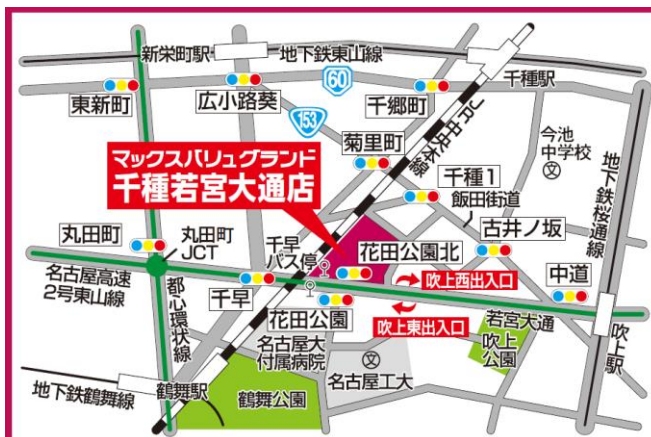 新栄町駅
地下鉄東山線
60
千種駅
東新町
広小路葵
千郷町
153
JR中央本線
菊里町
今池
中学校
文
マックスバリュグランド
千種若宮大通店
千種1
飯田街道
地下鉄桜通線
古井ノ坂
丸田町
丸田町
JCT
千早
バス停
花田公園北
吹上西出入口
中道
名古屋高速
2号東山線
都心環状線
千早
花田公園
吹上東出入口
若宮大通
吹上
公園
吹上駅
名古屋大
付属病院
文
名古屋工大
地下鉄鶴舞線
鶴舞駅
鶴舞公園